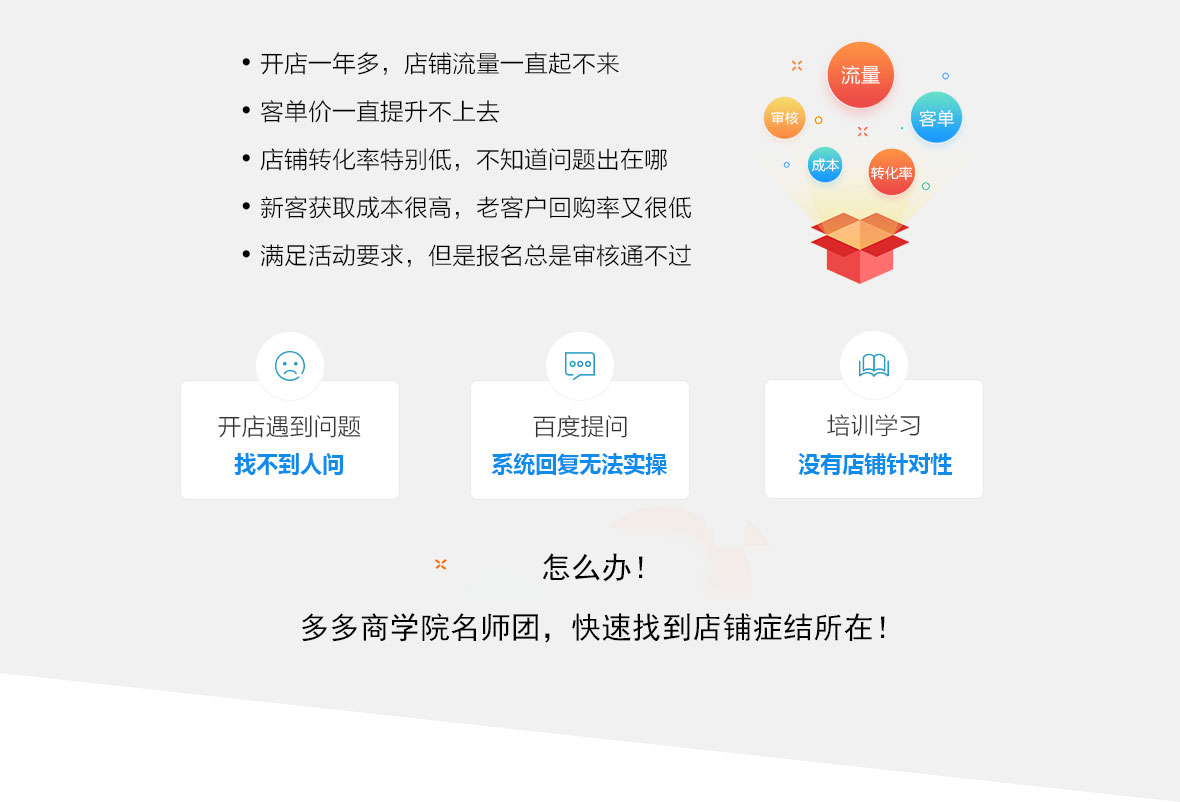 • 开店一年多，店铺流量一直起不来
• 客单价一直提升不上去
• 店铺转化率特别低，不知道问题出在哪
• 新客获取成本很高，老客户回购率又很低
• 满足活动要求，但是报名总是审核通不过
流量
审核
客单
成本
转化率
开店遇到问题
找不到人问
百度提问
系统回复无法实操
培训学习
没有店铺针对性
怎么办！
多多商学院名师团，快速找到店铺症结所在！